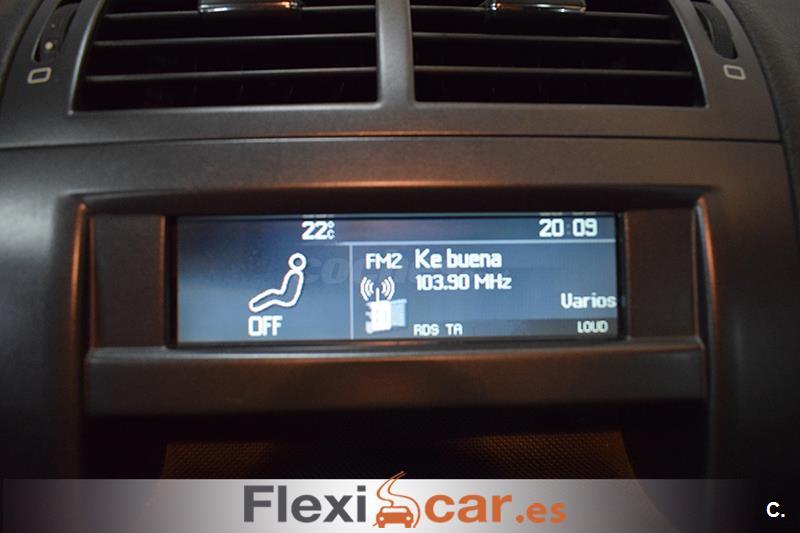 22°C
20:09
FM2
Ke buena
103.90 MHz
Varios
OFF
RDS TA
LOUD
Flexicar.es
C.